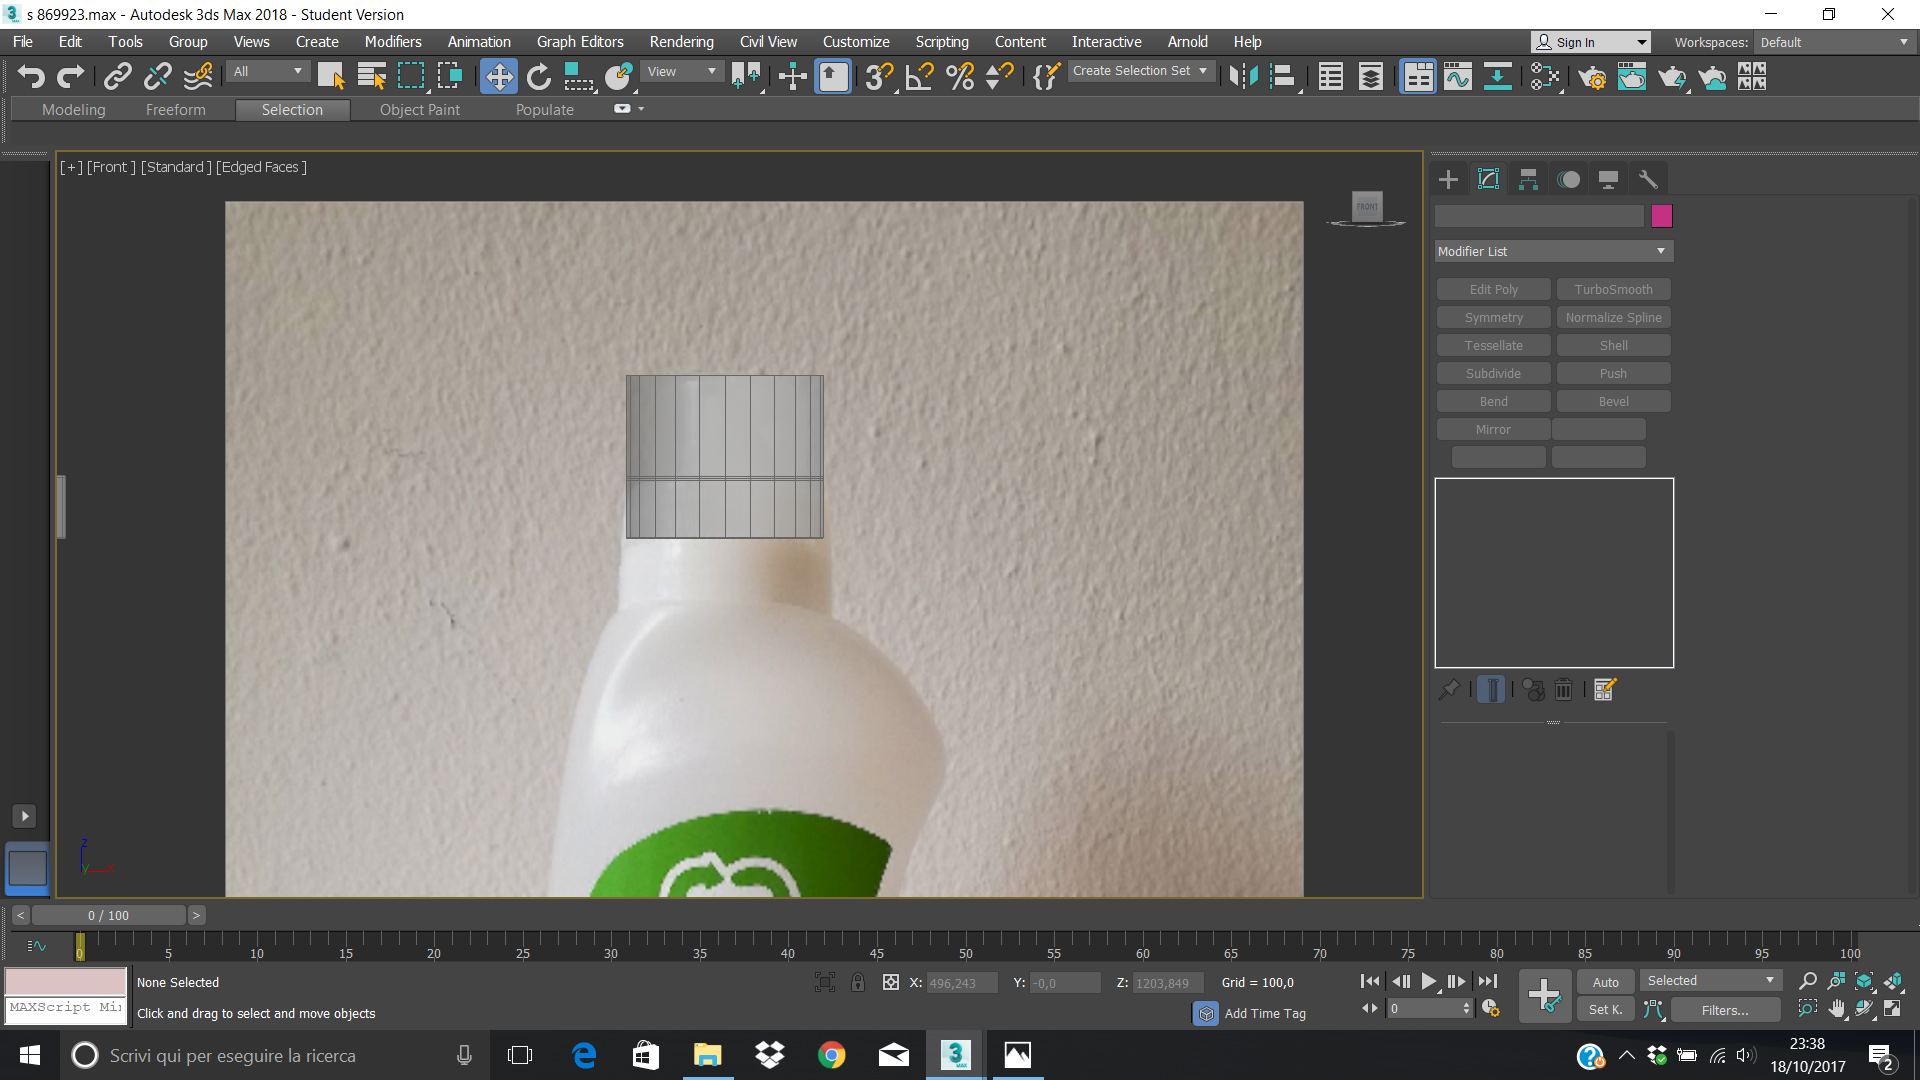 s 869923.max - Autodesk 3ds Max 2018 - Student Version
File Edit Tools Group Views Create Modifiers Animation Graph Editors Rendering Civil View Customize Scripting Content Interactive Arnold Help Sign In Workspaces: Default
All View Create Selection Set
Modeling Freeform Selection Object Paint Populate
[+] [Front ] [Standard ] [Edged Faces ]
FRONT
Modifier List
Edit Poly TurboSmooth
Symmetry Normalize Spline
Tessellate Shell
Subdivide Push
Bend Bevel
Mirror
z
y x
< 0 / 100 >
0 5 10 15 20 25 30 35 40 45 50 55 60 65 70 75 80 85 90 95 100
None Selected X: 496,243 Y: -0,0 Z: 1203,849 Grid = 100,0 Auto Selected
MAXScript Mi
Click and drag to select and move objects Add Time Tag 0 Set K. Filters...
Scrivi qui per eseguire la ricerca
23:38
18/10/2017
2